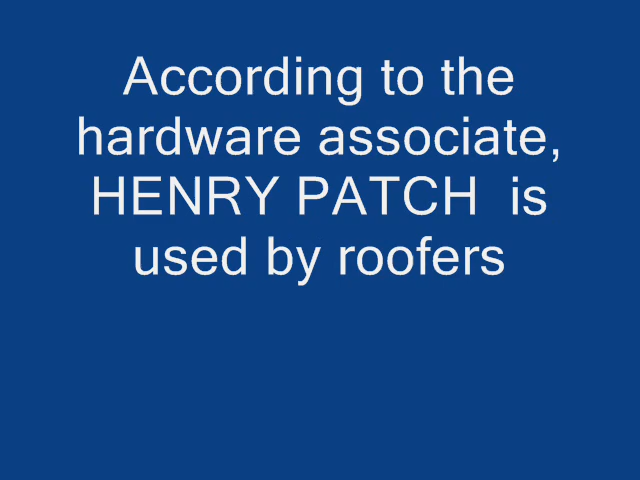 According to the
hardware associate,
HENRY PATCH  is
used by roofers